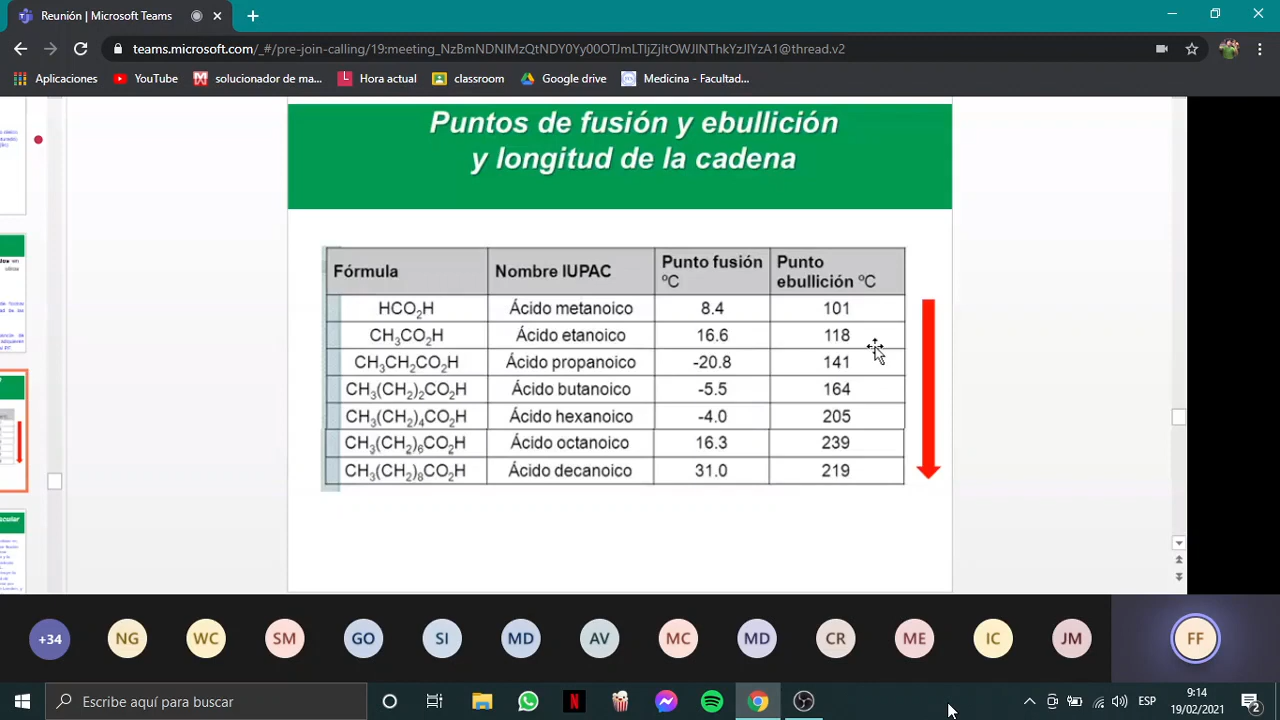 Reunión | Microsoft Teams
teams.microsoft.com/_#/pre-join-calling/19:meeting_NzBmNDNIMzQtNDY0Yy00OTJmLTljZjItOWJlNThkYzJlYzA1@thread.v2
Aplicaciones YouTube solucionador de ma... Hora actual classroom Google drive Medicina - Facultad...
Puntos de fusión y ebullición
y longitud de la cadena
Fórmula Nombre IUPAC Punto fusión ºC Punto ebullición ºC
HCO₂H Ácido metanoico 8.4 101
CH₃CO₂H Ácido etanoico 16.6 118
CH₃CH₂CO₂H Ácido propanoico -20.8 141
CH₃(CH₂)₂CO₂H Ácido butanoico -5.5 164
CH₃(CH₂)₄CO₂H Ácido hexanoico -4.0 205
CH₃(CH₂)₆CO₂H Ácido octanoico 16.3 239
CH₃(CH₂)₈CO₂H Ácido decanoico 31.0 219
+34 NG WC SM GO SI MD AV MC MD CR ME IC JM FF
Escribe aquí para buscar
ESP
9:14
19/02/2021
2